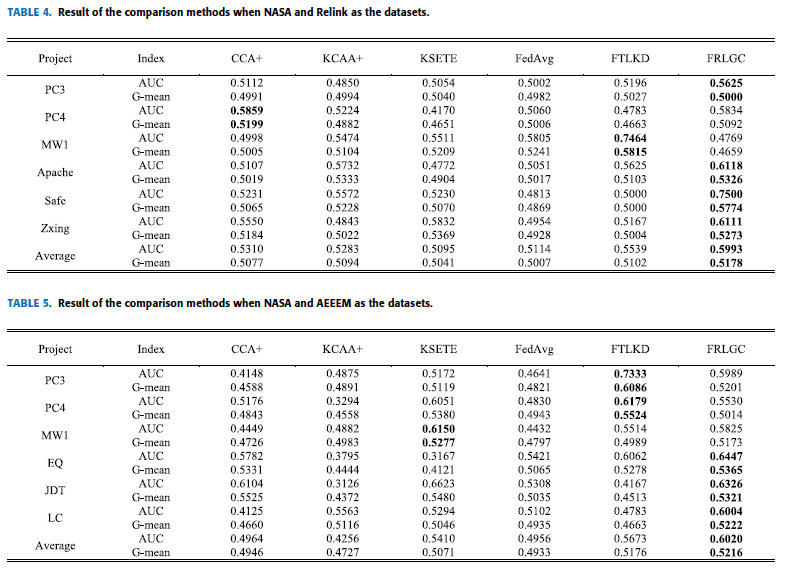 TABLE 4. Result of the comparison methods when NASA and Relink as the datasets.
Project Index CCA+ KCAA+ KSETE FedAvg FTLKD FRLGC
PC3 AUC 0.5112 0.4850 0.5054 0.5002 0.5196 0.5625
G-mean 0.4991 0.4994 0.5040 0.4982 0.5027 0.5000
PC4 AUC 0.5859 0.5224 0.4170 0.5060 0.4783 0.5834
G-mean 0.5199 0.4882 0.4651 0.5006 0.4663 0.5092
MW1 AUC 0.4998 0.5474 0.5511 0.5805 0.7464 0.4769
G-mean 0.5005 0.5104 0.5209 0.5241 0.5815 0.4659
Apache AUC 0.5107 0.5732 0.4772 0.5051 0.5625 0.6118
G-mean 0.5019 0.5333 0.4904 0.5017 0.5103 0.5326
Safe AUC 0.5231 0.5572 0.5230 0.4813 0.5000 0.7500
G-mean 0.5065 0.5228 0.5070 0.4869 0.5000 0.5774
Zxing AUC 0.5550 0.4843 0.5832 0.4954 0.5167 0.6111
G-mean 0.5184 0.5022 0.5369 0.4928 0.5004 0.5273
Average AUC 0.5310 0.5283 0.5095 0.5114 0.5539 0.5993
G-mean 0.5077 0.5094 0.5041 0.5007 0.5102 0.5178
TABLE 5. Result of the comparison methods when NASA and AEEEM as the datasets.
Project Index CCA+ KCAA+ KSETE FedAvg FTLKD FRLGC
PC3 AUC 0.4148 0.4875 0.5172 0.4641 0.7333 0.5989
G-mean 0.4588 0.4891 0.5119 0.4821 0.6086 0.5201
PC4 AUC 0.5176 0.3294 0.6051 0.4830 0.6179 0.5530
G-mean 0.4843 0.4558 0.5380 0.4943 0.5524 0.5014
MW1 AUC 0.4449 0.4882 0.6150 0.4432 0.5514 0.5825
G-mean 0.4726 0.4983 0.5277 0.4797 0.4989 0.5173
EQ AUC 0.5782 0.3795 0.3167 0.5421 0.6062 0.6447
G-mean 0.5331 0.4444 0.4121 0.5065 0.5278 0.5365
JDT AUC 0.6104 0.3126 0.6623 0.5308 0.4167 0.6326
G-mean 0.5525 0.4372 0.5480 0.5035 0.4513 0.5321
LC AUC 0.4125 0.5563 0.5294 0.5102 0.4783 0.6004
G-mean 0.4660 0.5116 0.5046 0.4935 0.4663 0.5222
Average AUC 0.4964 0.4256 0.5410 0.4956 0.5673 0.6020
G-mean 0.4946 0.4727 0.5071 0.4933 0.5176 0.5216